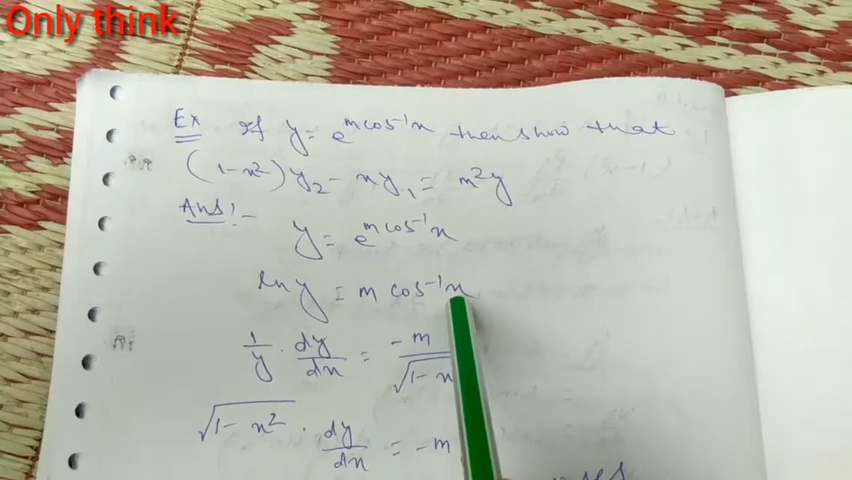 Only think
Ex If y = e^{m cos⁻¹x} then show that
(1-x²)y₂ - xy₁ = m²y
Ans:-
y = e^{m cos⁻¹x}
ln y = m cos⁻¹x
1/y · dy/dx = -m/√(1-x
√(1-x²) · dy/dx = -m